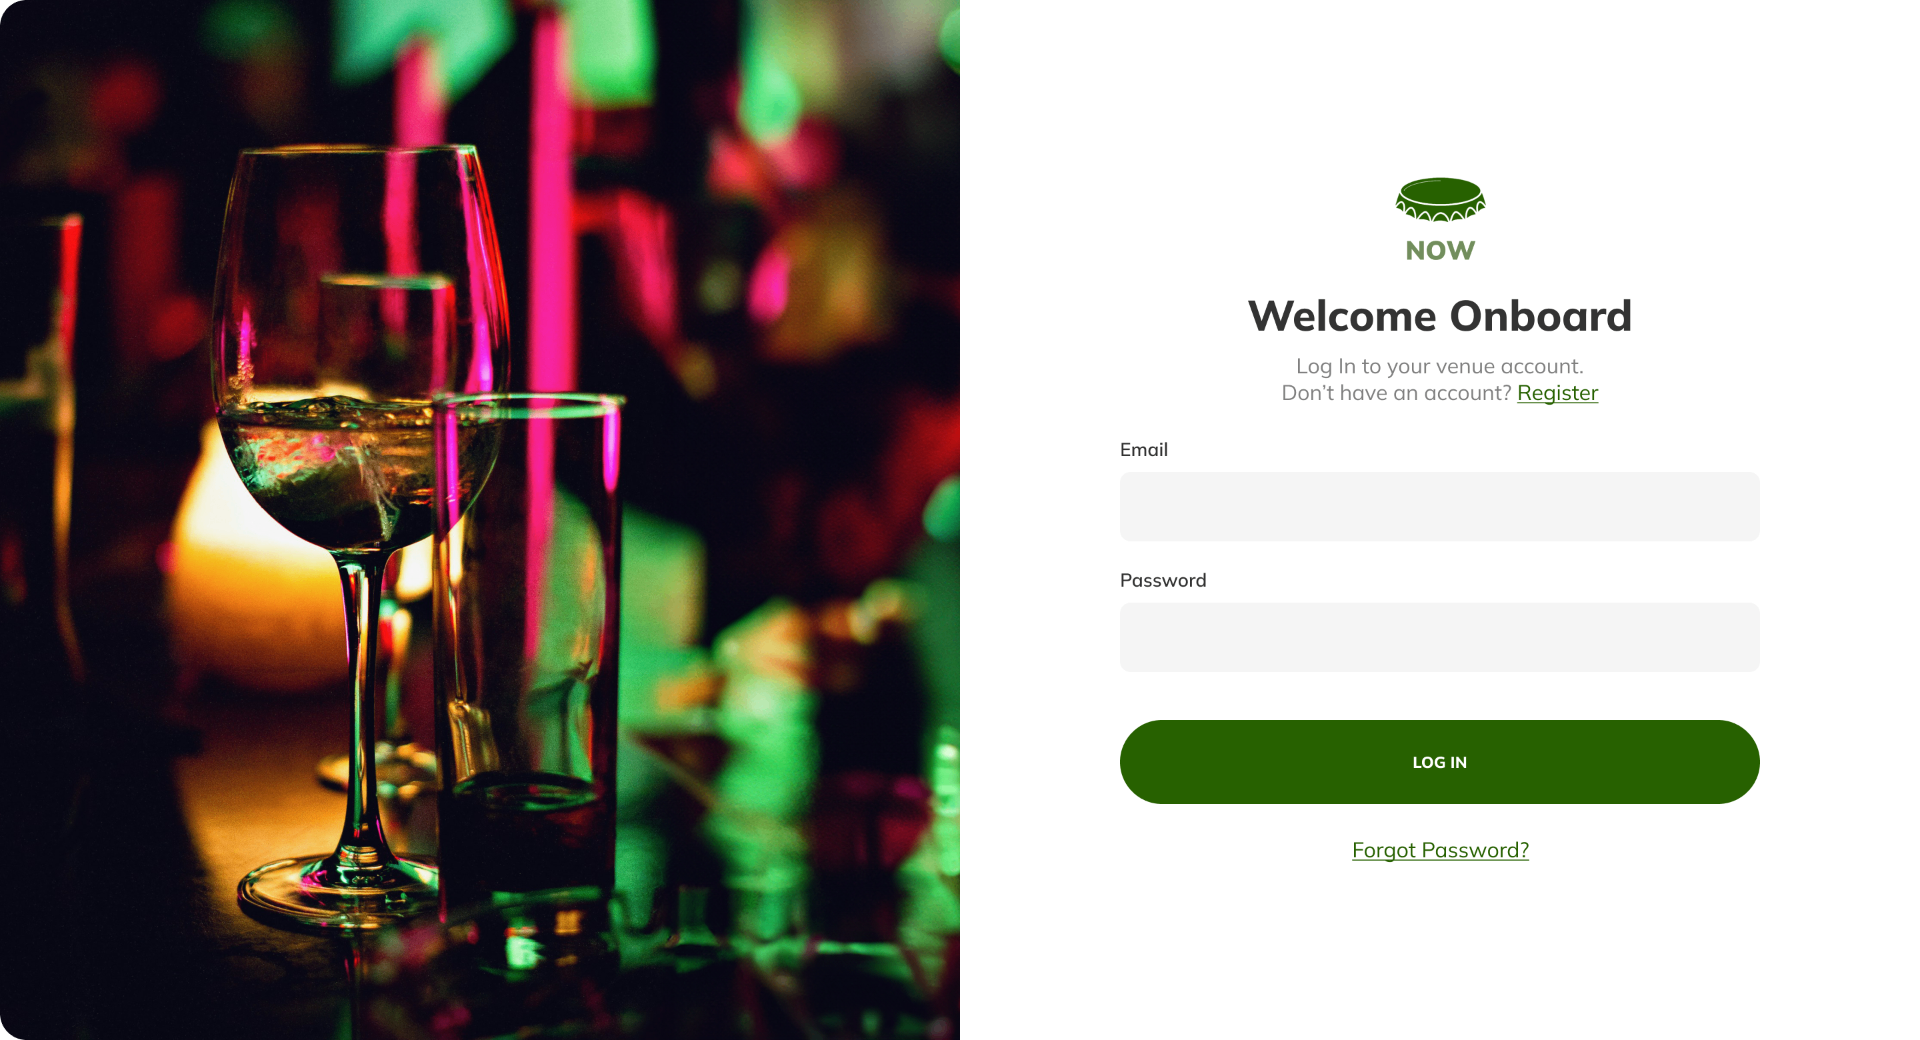 NOW
Welcome Onboard
Log In to your venue account.
Don’t have an account? Register
Email
Password
LOG IN
Forgot Password?